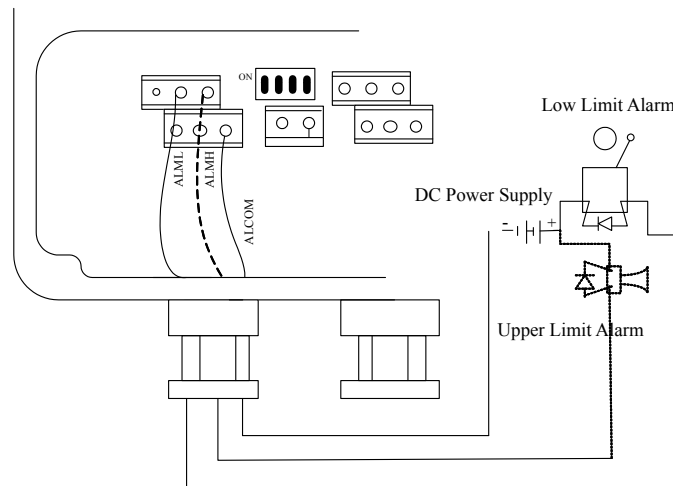 ON
Low Limit Alarm
ALML
ALMH
ALCOM
DC Power Supply
- +
Upper Limit Alarm